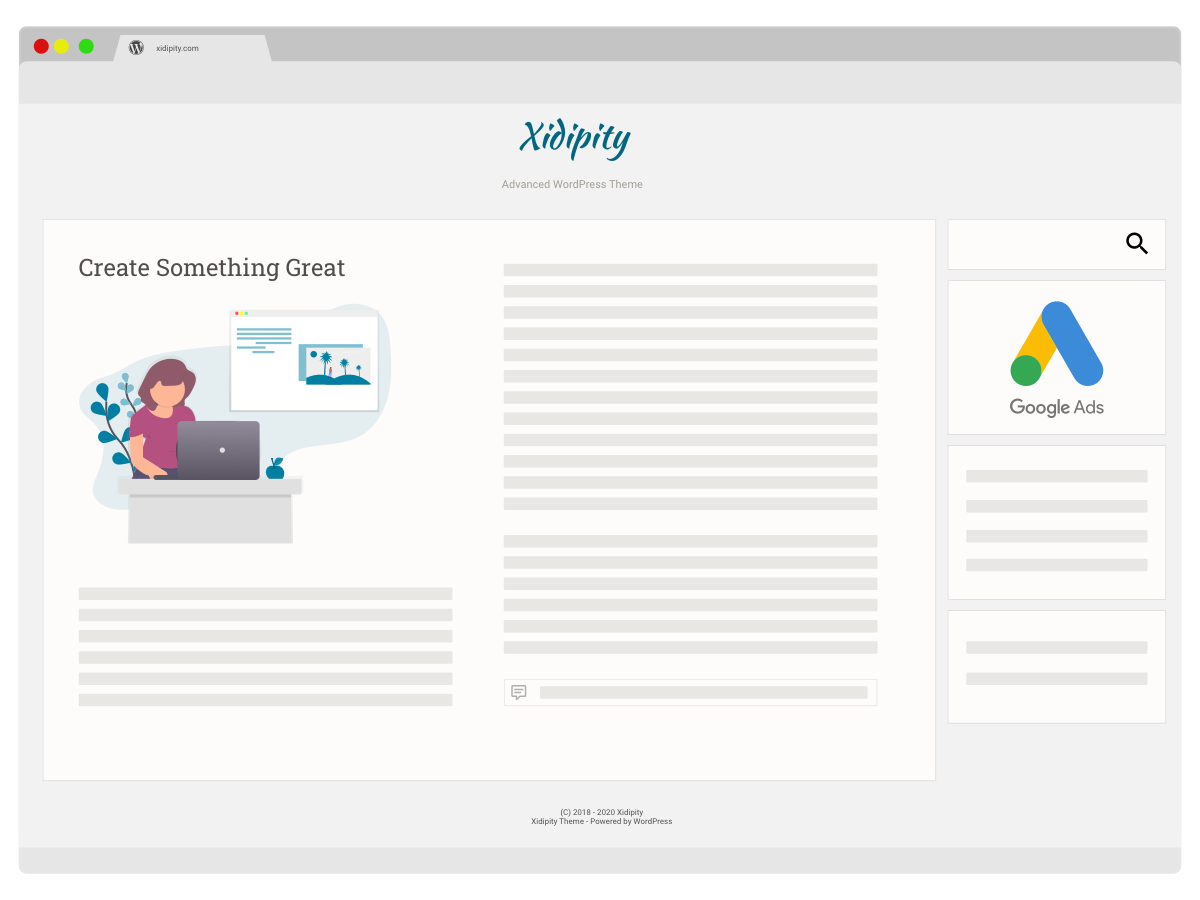 xidipity.com
Xidipity
Advanced WordPress Theme
Create Something Great
Google Ads
(C) 2018 - 2020 Xidipity
Xidipity Theme - Powered by WordPress